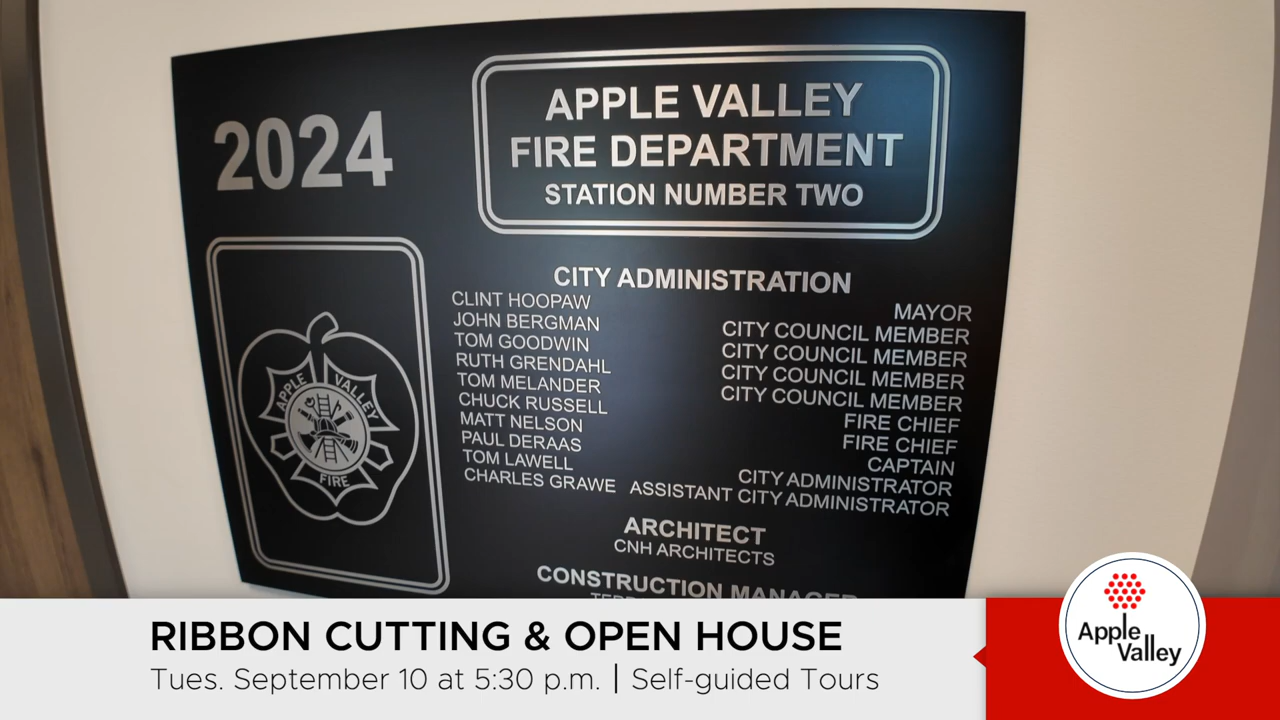 2024
APPLE VALLEY
FIRE DEPARTMENT
STATION NUMBER TWO
APPLE VALLEY
FIRE
CITY ADMINISTRATION
CLINT HOOPAW MAYOR
JOHN BERGMAN CITY COUNCIL MEMBER
TOM GOODWIN CITY COUNCIL MEMBER
RUTH GRENDAHL CITY COUNCIL MEMBER
TOM MELANDER CITY COUNCIL MEMBER
CHUCK RUSSELL FIRE CHIEF
MATT NELSON FIRE CHIEF
PAUL DERAAS CAPTAIN
TOM LAWELL CITY ADMINISTRATOR
CHARLES GRAWE ASSISTANT CITY ADMINISTRATOR
ARCHITECT
CNH ARCHITECTS
CONSTRUCTION MANAGER
RIBBON CUTTING & OPEN HOUSE
Tues. September 10 at 5:30 p.m. | Self-guided Tours
Apple
Valley